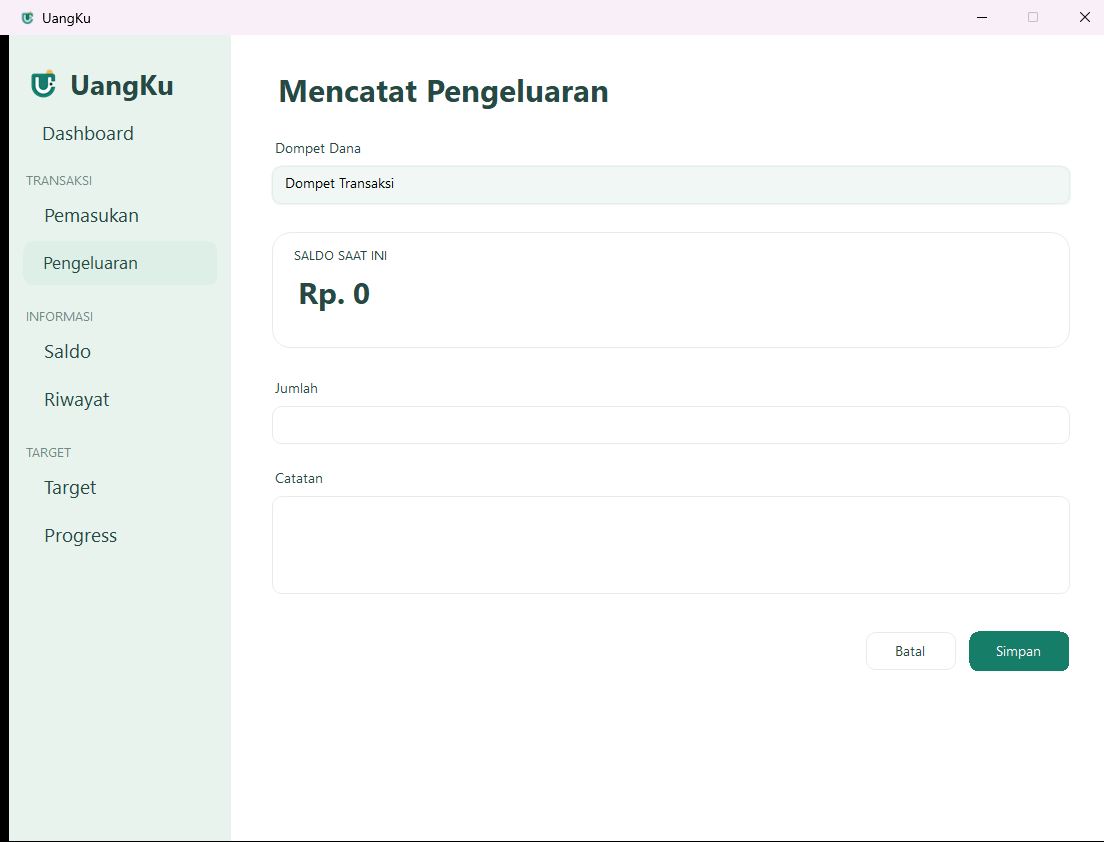 UangKu
UangKu
Dashboard
TRANSAKSI
Pemasukan
Pengeluaran
INFORMASI
Saldo
Riwayat
TARGET
Target
Progress
Mencatat Pengeluaran
Dompet Dana
Dompet Transaksi
SALDO SAAT INI
Rp. 0
Jumlah
Catatan
Batal
Simpan